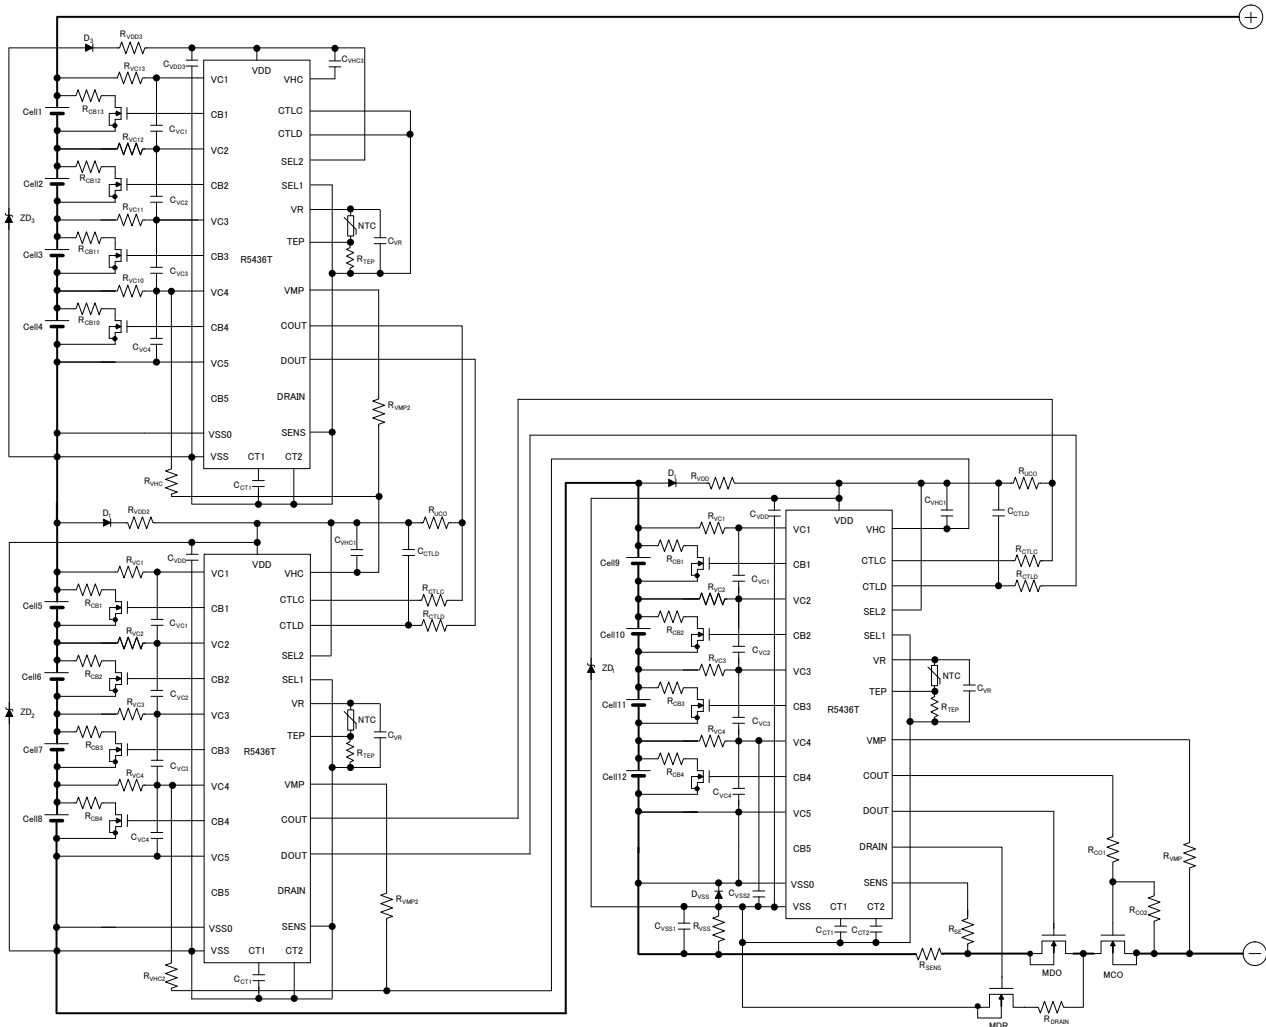 +
D3
RVDD3
CVDD3
CVHC3
VDD
VHC
RVC13
VC1
CTLC
Cell1
RCB13
CB1
CTLD
CVC1
RVC12
VC2
SEL2
RCB12
Cell2
CB2
SEL1
CVC2
VR
ZD3
RVC11
VC3
NTC
TEP
CVR
RCB11
Cell3
CB3
R5436T
RTEP
CVC3
RVC10
VC4
VMP
RCB10
Cell4
CB4
COUT
CVC4
VC5
DOUT
CB5
DRAIN
RVMP2
VSS0
SENS
VSS
CT1
CT2
RVHC
CCT1
D1
RVDD2
RUCO
CVHC1
CCTLD
CVDD
VDD
VHC
RVC1
VC1
RCTLC
CTLC
Cell5
RCB1
CB1
RCTLD
CTLD
CVC1
RVC2
VC2
SEL2
RCB2
Cell6
CB2
SEL1
CVC2
VR
ZD2
RVC3
VC3
NTC
TEP
CVR
RCB3
Cell7
CB3
R5436T
RTEP
CVC3
RVC4
VC4
VMP
RCB4
Cell8
CB4
COUT
CVC4
VC5
DOUT
CB5
DRAIN
RVMP2
VSS0
SENS
VSS
CT1
CT2
RVHC2
CCT1
D1
RVDD
RUCO
CVHC1
CCTLD
CVDD
VDD
VHC
RVC1
VC1
RCTLC
CTLC
Cell9
RCB1
CB1
RCTLD
CTLD
CVC1
RVC2
VC2
SEL2
RCB2
Cell10
CB2
SEL1
CVC2
VR
ZD1
RVC3
VC3
NTC
TEP
CVR
RCB3
Cell11
CB3
R5436T
RTEP
CVC3
RVC4
VC4
VMP
RCB4
Cell12
CB4
COUT
CVC4
VC5
DOUT
CB5
DRAIN
RCO1
RVMP
VSS0
SENS
DVSS
CVSS2
VSS
CT1
CT2
RCO2
CVSS1
RVSS
CCT1
CCT2
RSE
RSENS
MDO
MCO
−
MDR
RDRAIN